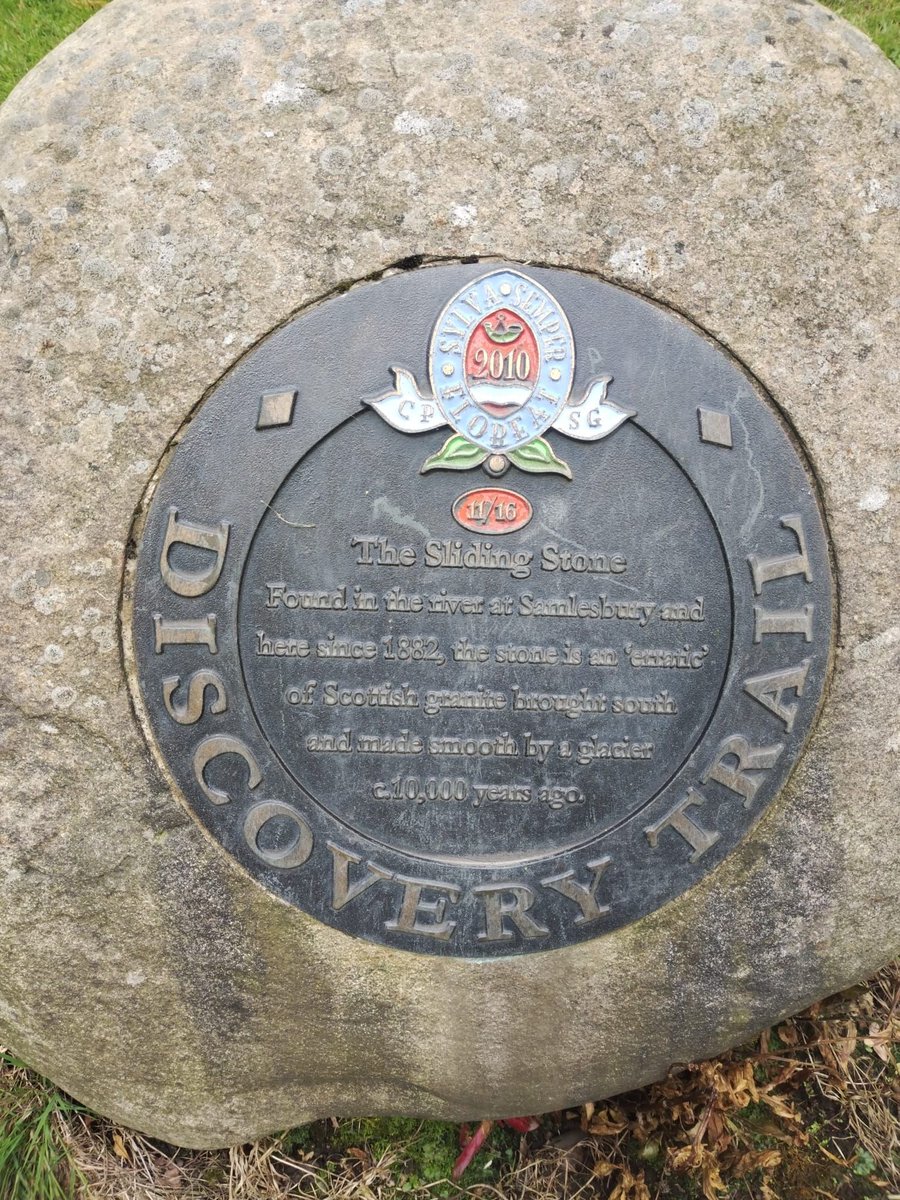 SYLVA · SEMPER · FLOREAT ·
2010
CP SG
11/16
The Sliding Stone
Found in the river at Samlesbury and
here since 1882, the stone is an 'erratic'
of Scottish granite brought south
and made smooth by a glacier
c.10,000 years ago.
DISCOVERY TRAIL